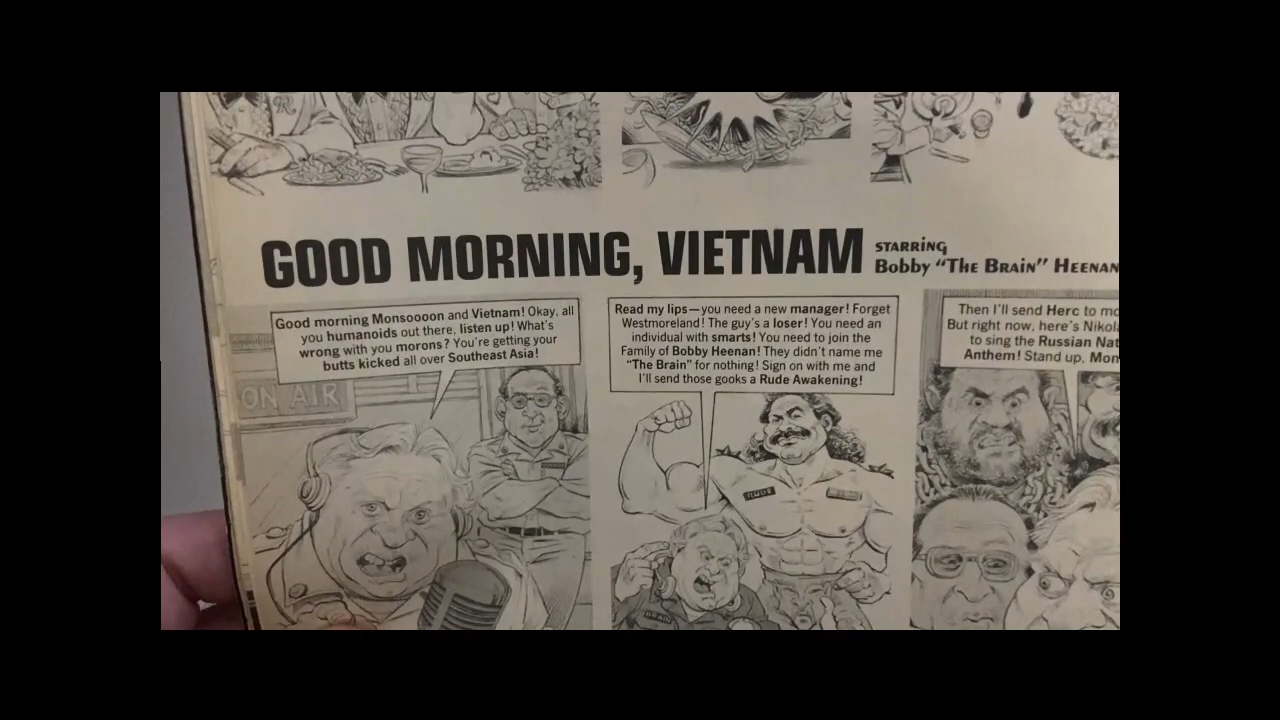 GOOD MORNING, VIETNAM
STARRING
Bobby "The Brain" Heenan
Good morning Monsoooon and Vietnam! Okay, all
you humanoids out there, listen up! What's
wrong with you morons? You're getting your
butts kicked all over Southeast Asia!
ON AIR
Read my lips—you need a new manager! Forget
Westmoreland! The guy's a loser! You need an
individual with smarts! You need to join the
Family of Bobby Heenan! They didn't name me
"The Brain" for nothing! Sign on with me and
I'll send those gooks a Rude Awakening!
RUDE
Then I'll send Herc to mo
But right now, here's Nikola
to sing the Russian Nat
Anthem! Stand up, Mon